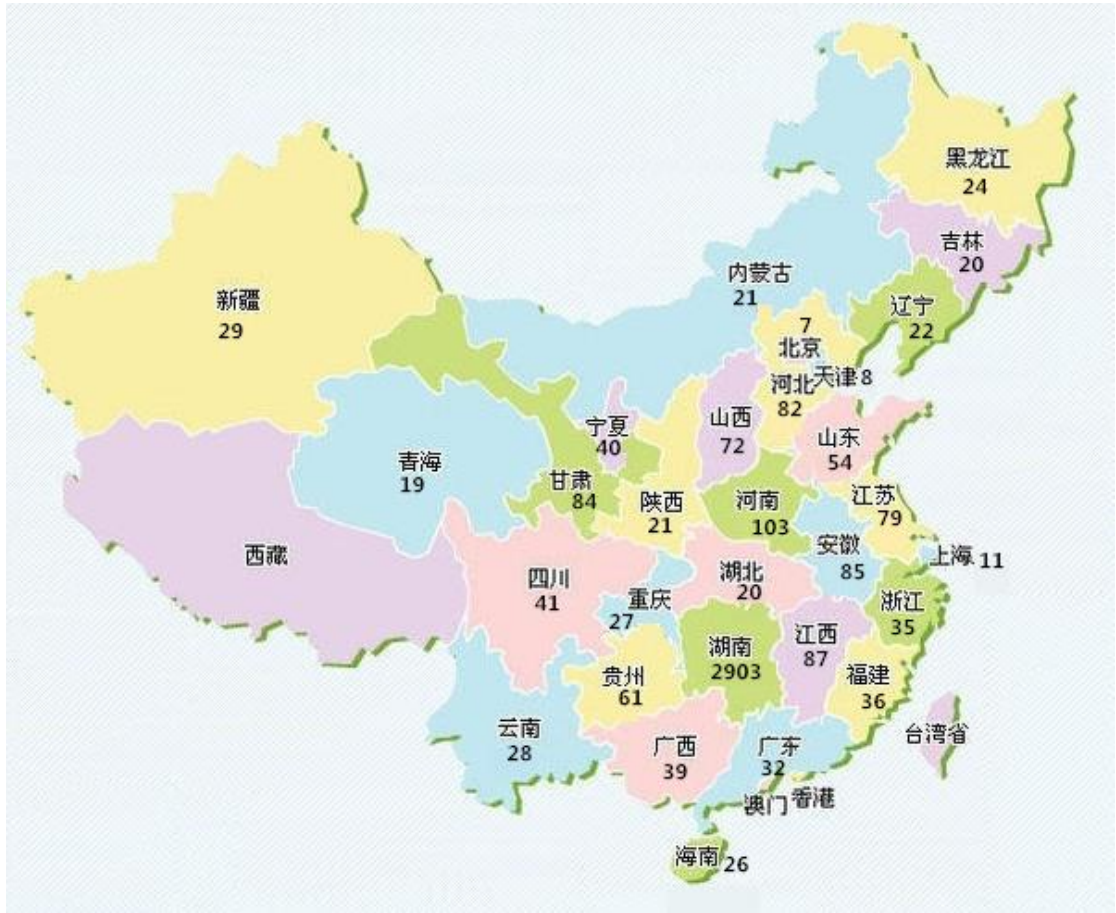 黑龙江
24
吉林
20
内蒙古
21
辽宁
22
新疆
29
7
北京
天津 8
河北
82
山西
72
宁夏
40
山东
54
青海
19
甘肃
84
陕西
21
河南
103
江苏
79
西藏
四川
41
重庆
27
湖北
20
安徽
85
上海 11
浙江
35
湖南
2903
江西
87
贵州
61
福建
36
云南
28
广西
39
广东
32
台湾省
澳门
香港
海南 26